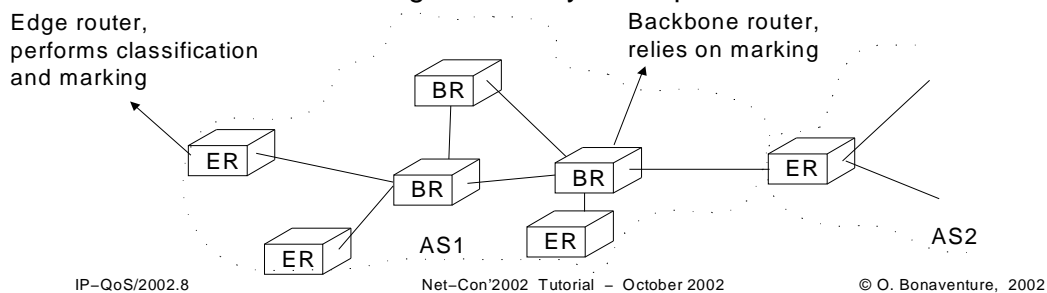 Edge router,
performs classification
and marking
Backbone router,
relies on marking
BR
ER
BR
BR
ER
ER
ER
AS1
AS2
IP-QoS/2002.8
Net-Con'2002 Tutorial - October 2002
© O. Bonaventure, 2002